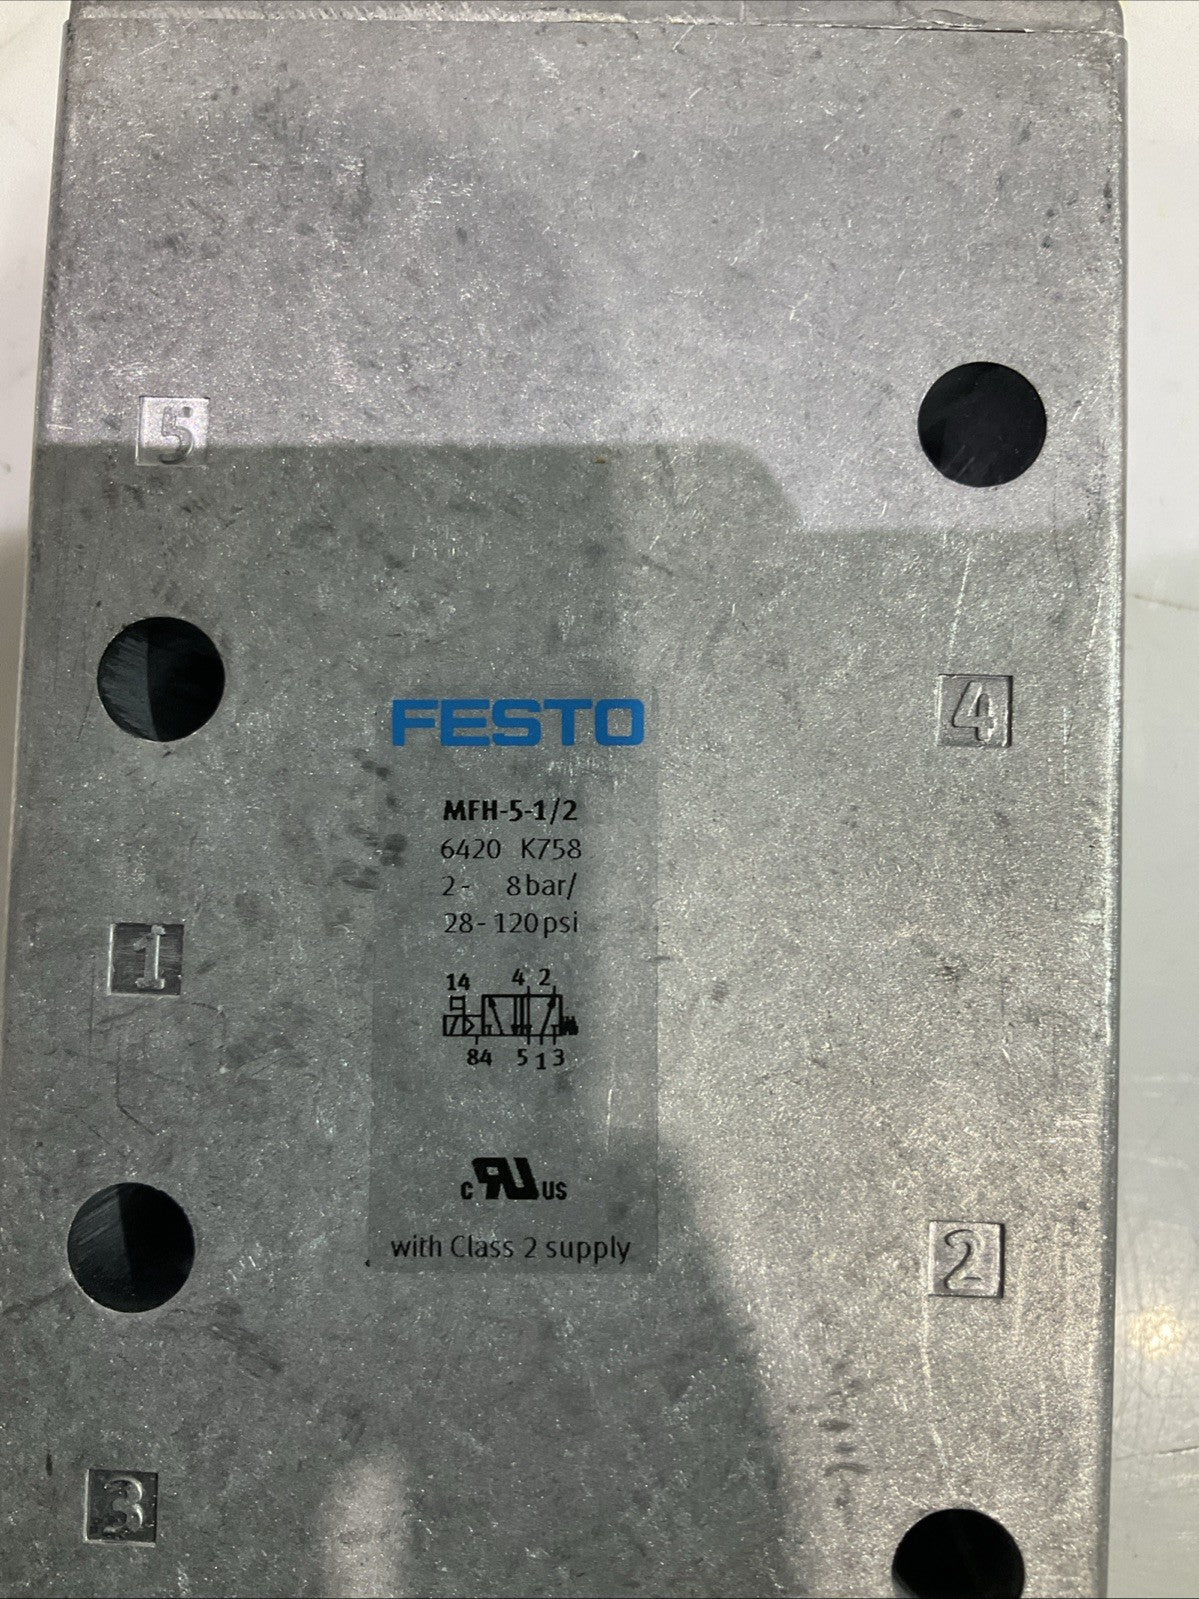 5
FESTO
4
MFH-5-1/2
6420 K758
2- 8bar/
28-120psi
1
14 4 2
84 5 1 3
c RU US
with Class 2 supply
2
3